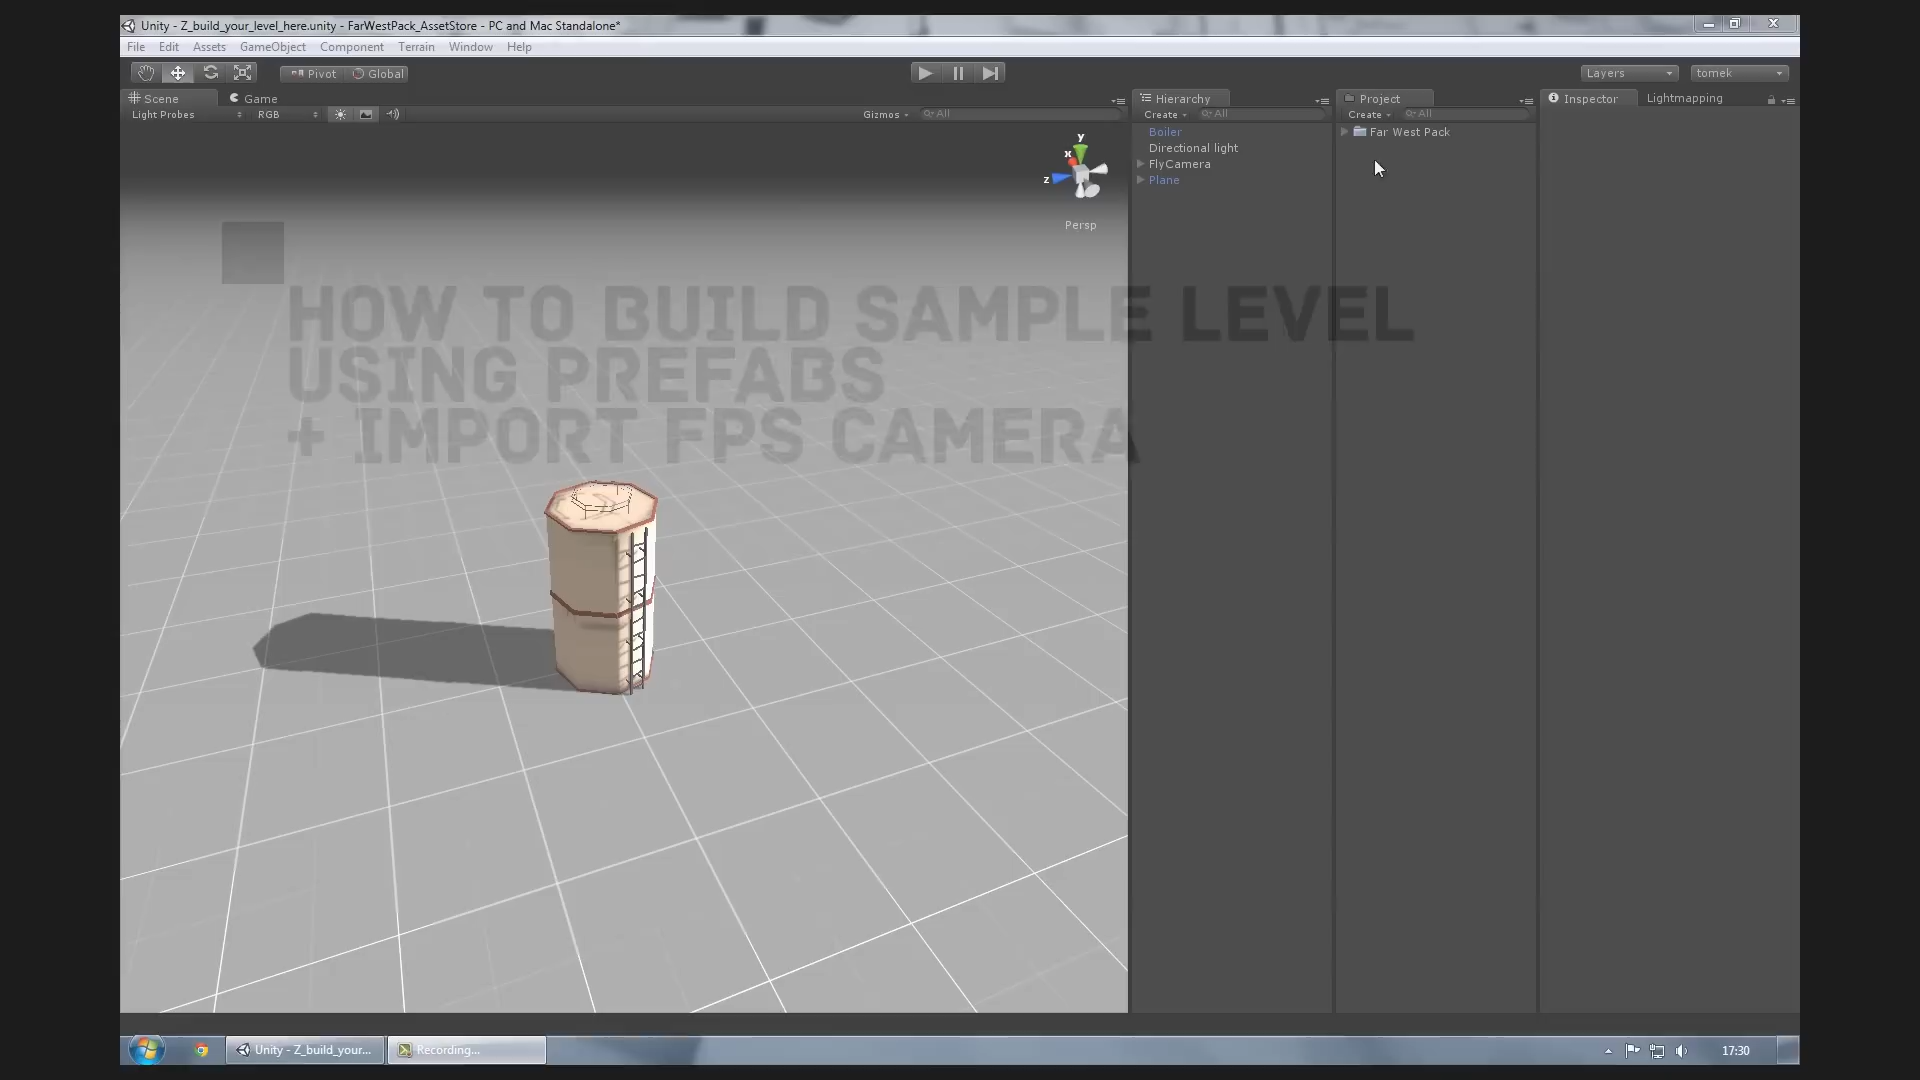 Unity - Z_build_your_level_here.unity - FarWestPack_AssetStore - PC and Mac Standalone*
File Edit Assets GameObject Component Terrain Window Help
Pivot Global Layers tomek
Scene Game Hierarchy Project Inspector Lightmapping
Light Probes RGB Gizmos All Create All Create All
Boiler
Directional light
FlyCamera
Plane
Far West Pack
y
x
z
Persp
HOW TO BUILD SAMPLE LEVEL
USING PREFABS
+ IMPORT FPS CAMERA
Unity - Z_build_your... Recording... 17:30